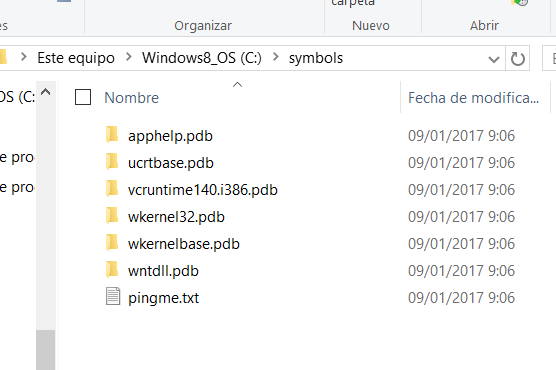 carpeta
es
Organizar
Nuevo
Abrir
Este equipo > Windows8_OS (C:) > symbols
OS (C:
Nombre
Fecha de modifica...
apphelp.pdb
09/01/2017 9:06
e pro
ucrtbase.pdb
09/01/2017 9:06
e pro
vcruntime140.i386.pdb
09/01/2017 9:06
wkernel32.pdb
09/01/2017 9:06
wkernelbase.pdb
09/01/2017 9:06
wntdll.pdb
09/01/2017 9:06
pingme.txt
09/01/2017 9:06